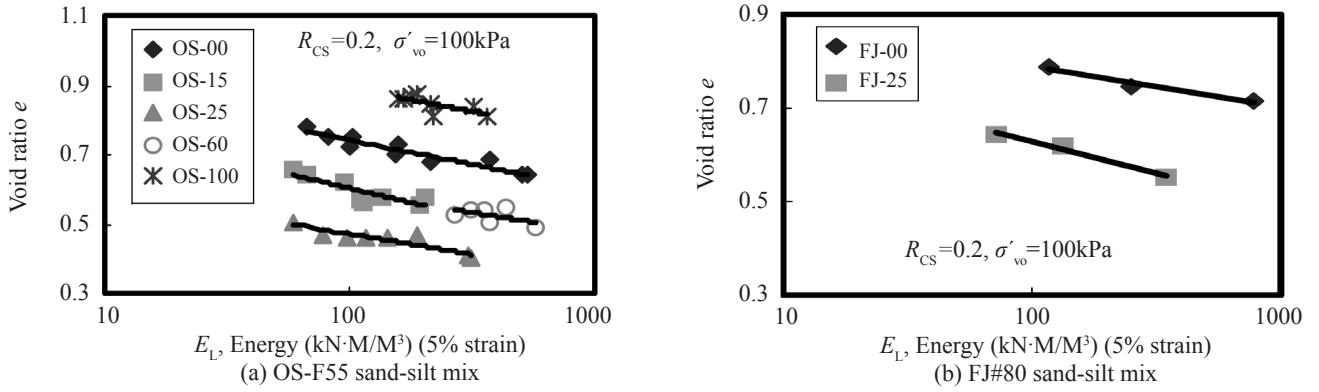 1.1
0.9
0.7
0.5
0.3
Void ratio e
OS-00
OS-15
OS-25
OS-60
OS-100
R_CS=0.2, σ′_vo=100kPa
10 100 1000
E_L, Energy (kN·M/M³) (5% strain)
(a) OS-F55 sand-silt mix
0.9
0.7
0.5
0.3
Void ratio e
FJ-00
FJ-25
R_CS=0.2, σ′_vo=100kPa
10 100 1000
E_L, Energy (kN·M/M³) (5% strain)
(b) FJ#80 sand-silt mix